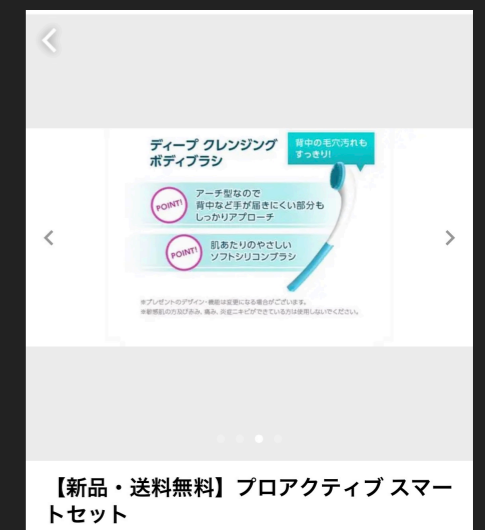 ディープ クレンジング
ボディブラシ
背中の毛穴汚れも
すっきり!
POINT!
アーチ型なので
背中など手が届きにくい部分も
しっかりアプローチ
POINT!
肌あたりのやさしい
ソフトシリコンブラシ
※プレゼントのデザイン・機能は変更になる場合がございます。
※敏感肌の方及び赤み、痛み、炎症ニキビができている方は使用しないでください。
【新品・送料無料】プロアクティブ スマー
トセット